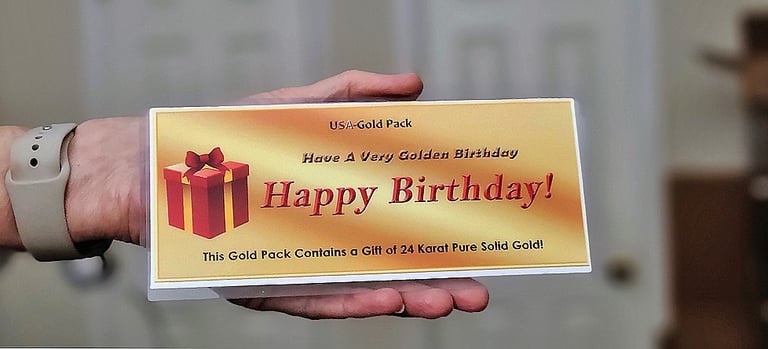 USA-Gold Pack
Have A Very Golden Birthday
Happy Birthday!
This Gold Pack Contains a Gift of 24 Karat Pure Solid Gold!